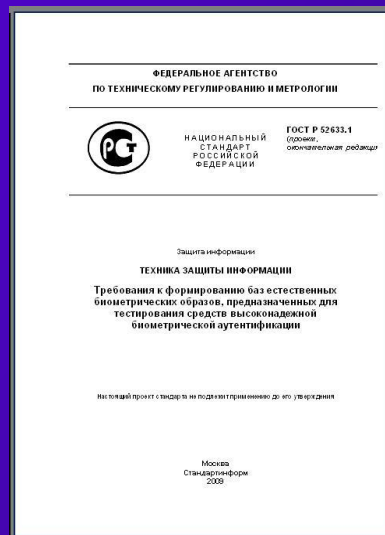 ФЕДЕРАЛЬНОЕ АГЕНТСТВО
ПО ТЕХНИЧЕСКОМУ РЕГУЛИРОВАНИЮ И МЕТРОЛОГИИ
РСТ
НАЦИОНАЛЬНЫЙ
СТАНДАРТ
РОССИЙСКОЙ
ФЕДЕРАЦИИ
ГОСТ Р 52633.1
(проект,
окончательная редакция
Защита информации
ТЕХНИКА ЗАЩИТЫ ИНФОРМАЦИИ
Требования к формированию баз естественных
биометрических образов, предназначенных для
тестирования средств высоконадежной
биометрической аутентификации
Настоящий проект стандарта не подлежит применению до его утверждения
Москва
Стандартинформ
2009